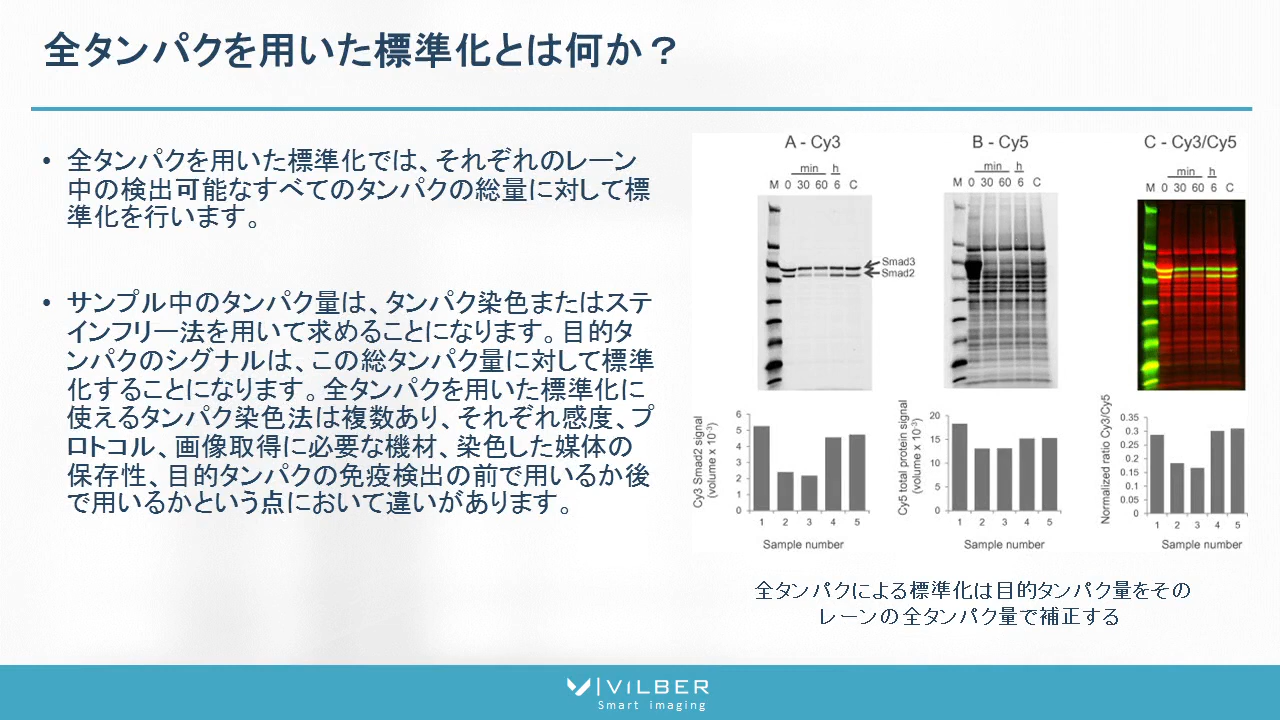 全タンパクを用いた標準化とは何か？
• 全タンパクを用いた標準化では、それぞれのレーン
中の検出可能なすべてのタンパクの総量に対して標
準化を行います。
• サンプル中のタンパク量は、タンパク染色またはステ
インフリー法を用いて求めることになります。目的タ
ンパクのシグナルは、この総タンパク量に対して標準
化することになります。全タンパクを用いた標準化に
使えるタンパク染色法は複数あり、それぞれ感度、プ
ロトコル、画像取得に必要な機材、染色した媒体の
保存性、目的タンパクの免疫検出の前で用いるか後
で用いるかという点において違いがあります。
A - Cy3
min h
M 0 30 60 6 C
Smad3
Smad2
B - Cy5
min h
M 0 30 60 6 C
C - Cy3/Cy5
min h
M 0 30 60 6 C
Cy3 Smad2 signal
(volume x 10⁻³)
6
5
4
3
2
1
0
1 2 3 4 5
Sample number
Cy5 total protein signal
(volume x 10⁻³)
20
15
10
5
0
1 2 3 4 5
Sample number
Normalized ratio Cy3/Cy5
0.35
0.3
0.25
0.2
0.15
0.1
0.05
0
1 2 3 4 5
Sample number
全タンパクによる標準化は目的タンパク量をその
レーンの全タンパク量で補正する
ViLBER
Smart imaging